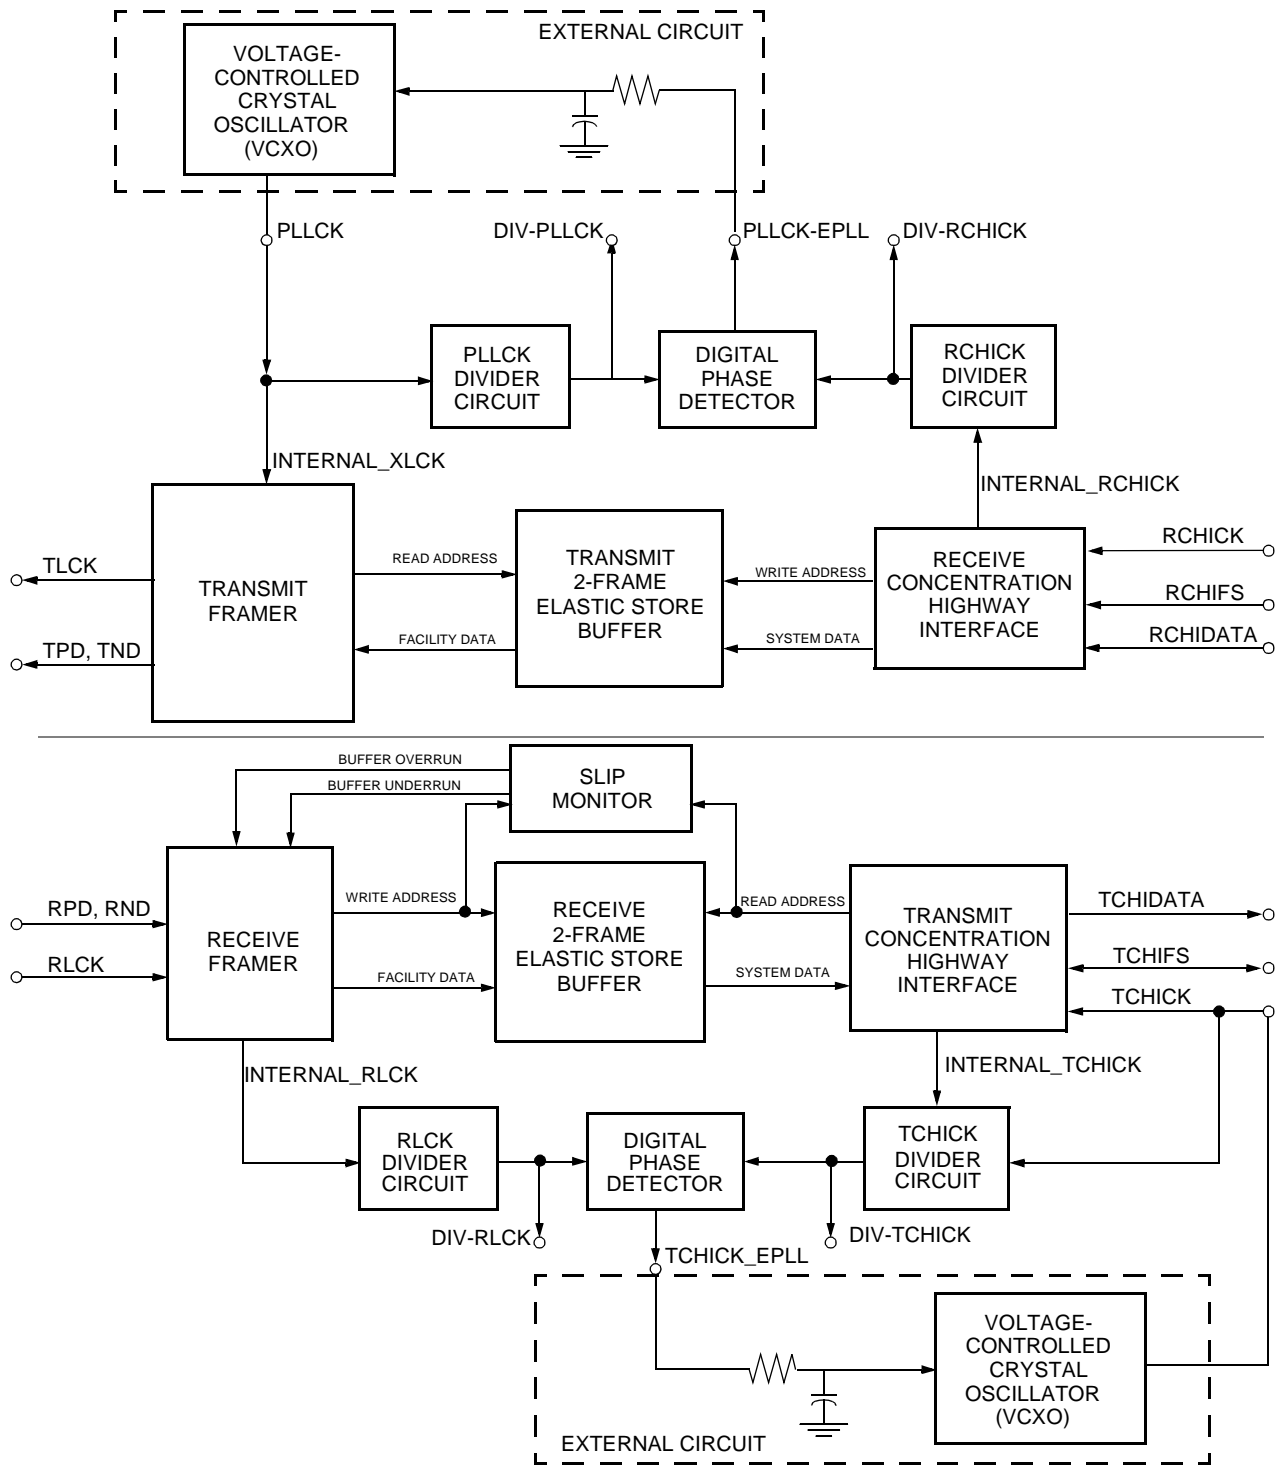 EXTERNAL CIRCUIT
VOLTAGE-
CONTROLLED
CRYSTAL
OSCILLATOR
(VCXO)
PLLCK
DIV-PLLCK
PLLCK-EPLL
DIV-RCHICK
PLLCK
DIVIDER
CIRCUIT
DIGITAL
PHASE
DETECTOR
RCHICK
DIVIDER
CIRCUIT
INTERNAL_XLCK
INTERNAL_RCHICK
TLCK
TPD, TND
TRANSMIT
FRAMER
READ ADDRESS
FACILITY DATA
TRANSMIT
2-FRAME
ELASTIC STORE
BUFFER
WRITE ADDRESS
SYSTEM DATA
RECEIVE
CONCENTRATION
HIGHWAY
INTERFACE
RCHICK
RCHIFS
RCHIDATA
BUFFER OVERRUN
BUFFER UNDERRUN
SLIP
MONITOR
RPD, RND
RLCK
RECEIVE
FRAMER
WRITE ADDRESS
FACILITY DATA
RECEIVE
2-FRAME
ELASTIC STORE
BUFFER
READ ADDRESS
SYSTEM DATA
TRANSMIT
CONCENTRATION
HIGHWAY
INTERFACE
TCHIDATA
TCHIFS
TCHICK
INTERNAL_RLCK
INTERNAL_TCHICK
RLCK
DIVIDER
CIRCUIT
DIGITAL
PHASE
DETECTOR
TCHICK
DIVIDER
CIRCUIT
DIV-RLCK
TCHICK_EPLL
DIV-TCHICK
VOLTAGE-
CONTROLLED
CRYSTAL
OSCILLATOR
(VCXO)
EXTERNAL CIRCUIT